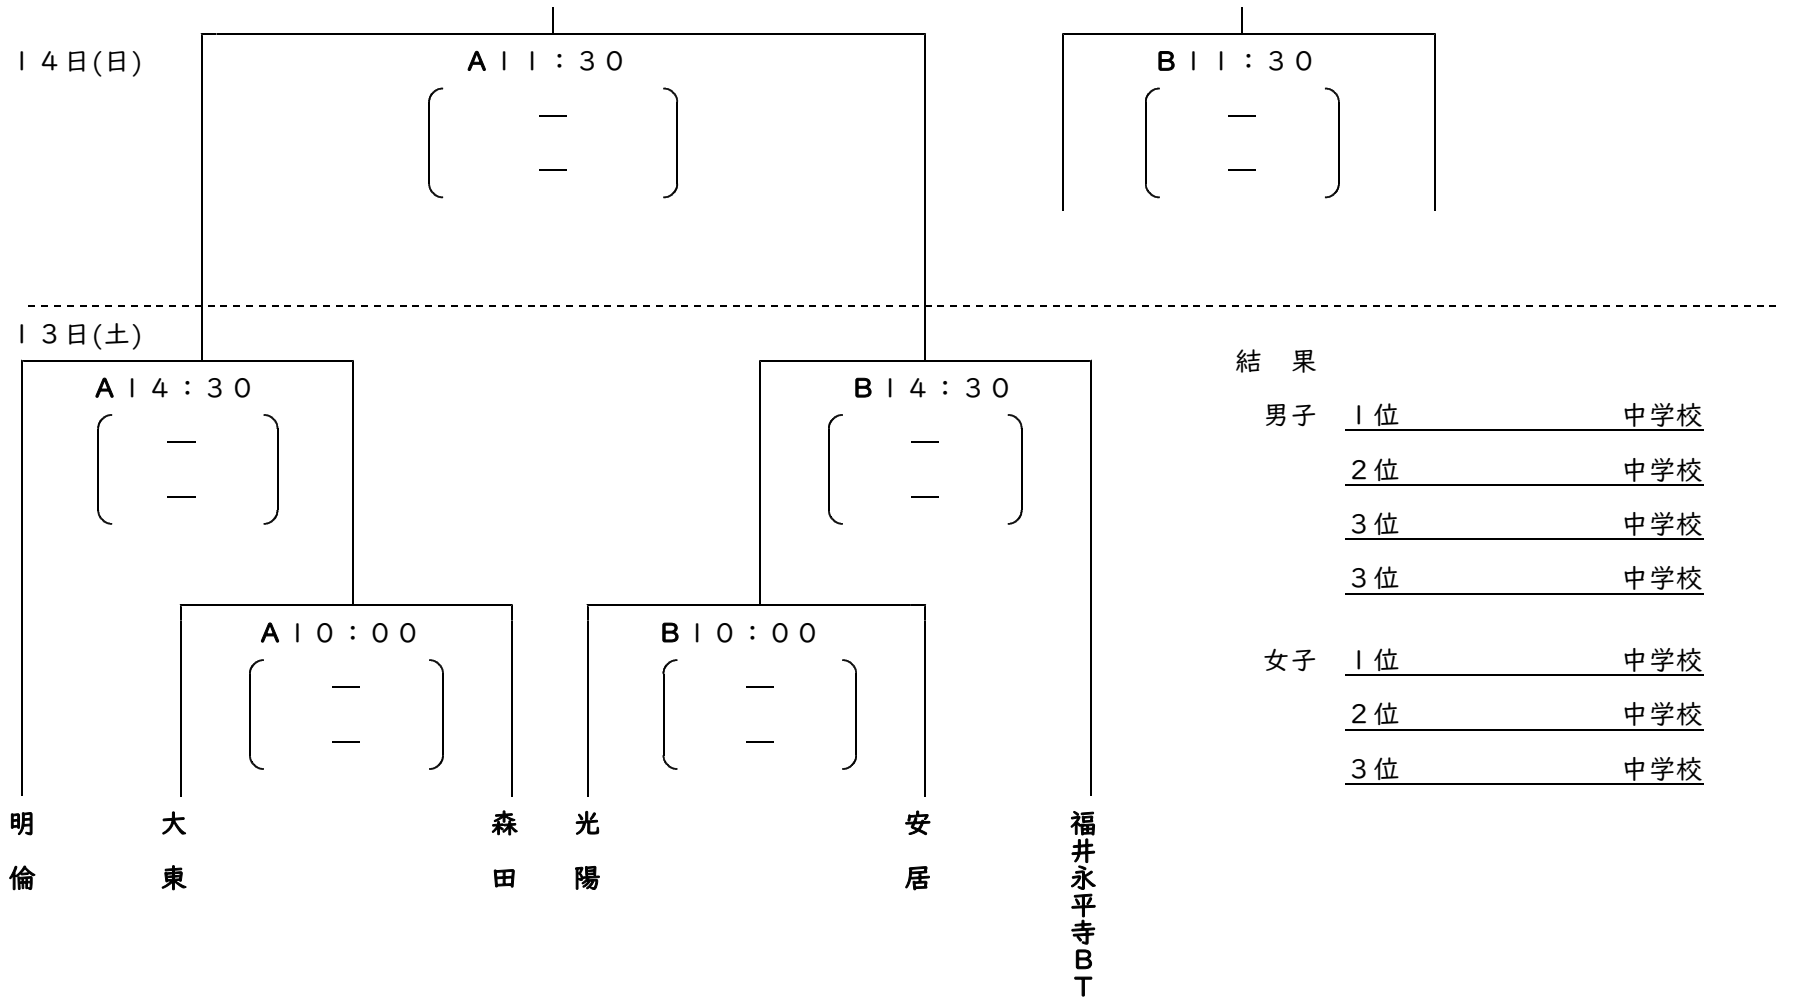 １４日(日)
A１１：３０
B１１：３０
１３日(土)
A１４：３０
B１４：３０
結　果
男子　１位　中学校
２位　中学校
３位　中学校
３位　中学校
A１０：００
B１０：００
女子　１位　中学校
２位　中学校
３位　中学校
明倫
大東
森田
光陽
安居
福井永平寺BT